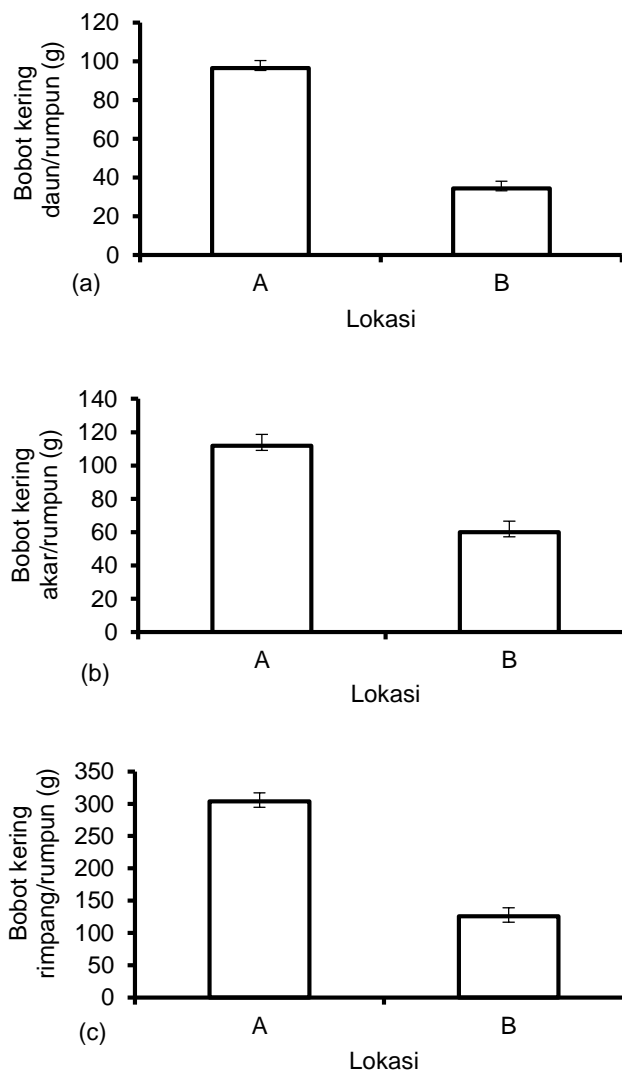 Bobot kering
daun/rumpun (g)
120
100
80
60
40
20
0
A
B
(a)
Lokasi
Bobot kering
akar/rumpun (g)
140
120
100
80
60
40
20
0
A
B
(b)
Lokasi
Bobot kering
rimpang/rumpun (g)
350
300
250
200
150
100
50
0
A
B
(c)
Lokasi